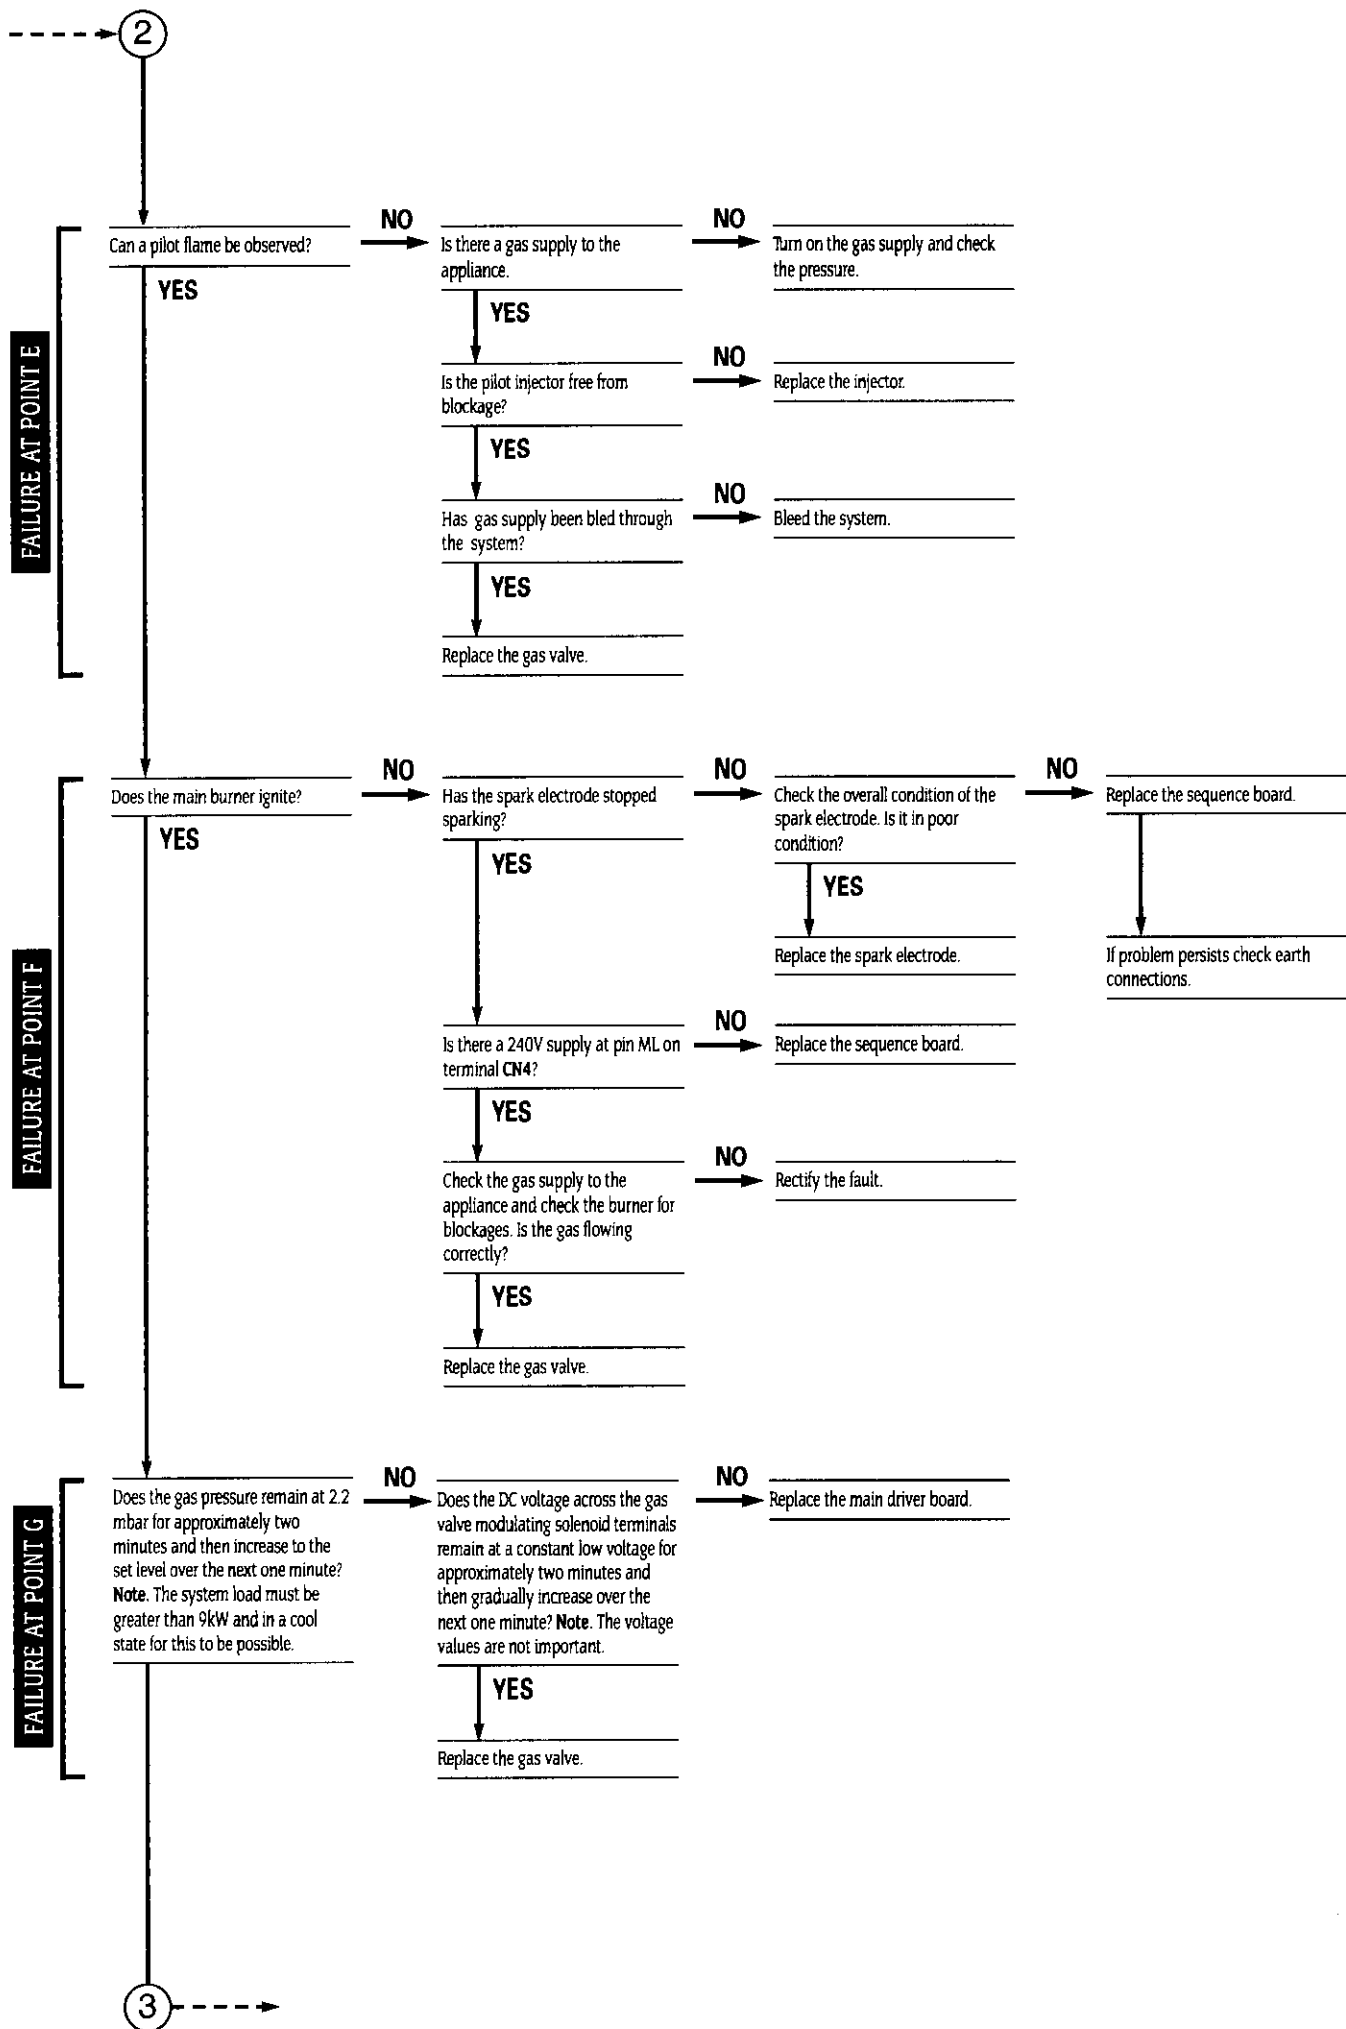 2
FAILURE AT POINT E
Can a pilot flame be observed?
NO
Is there a gas supply to the
appliance.
NO
Turn on the gas supply and check
the pressure.
YES
YES
Is the pilot injector free from
blockage?
NO
Replace the injector.
YES
Has gas supply been bled through
the system?
NO
Bleed the system.
YES
Replace the gas valve.
FAILURE AT POINT F
Does the main burner ignite?
NO
Has the spark electrode stopped
sparking?
NO
Check the overall condition of the
spark electrode. Is it in poor
condition?
NO
Replace the sequence board.
YES
YES
YES
Replace the spark electrode.
If problem persists check earth
connections.
Is there a 240V supply at pin ML on
terminal CN4?
NO
Replace the sequence board.
YES
Check the gas supply to the
appliance and check the burner for
blockages. Is the gas flowing
correctly?
NO
Rectify the fault.
YES
Replace the gas valve.
FAILURE AT POINT G
Does the gas pressure remain at 2.2
mbar for approximately two
minutes and then increase to the
set level over the next one minute?
Note. The system load must be
greater than 9kW and in a cool
state for this to be possible.
NO
Does the DC voltage across the gas
valve modulating solenoid terminals
remain at a constant low voltage for
approximately two minutes and
then gradually increase over the
next one minute? Note. The voltage
values are not important.
NO
Replace the main driver board.
YES
Replace the gas valve.
3